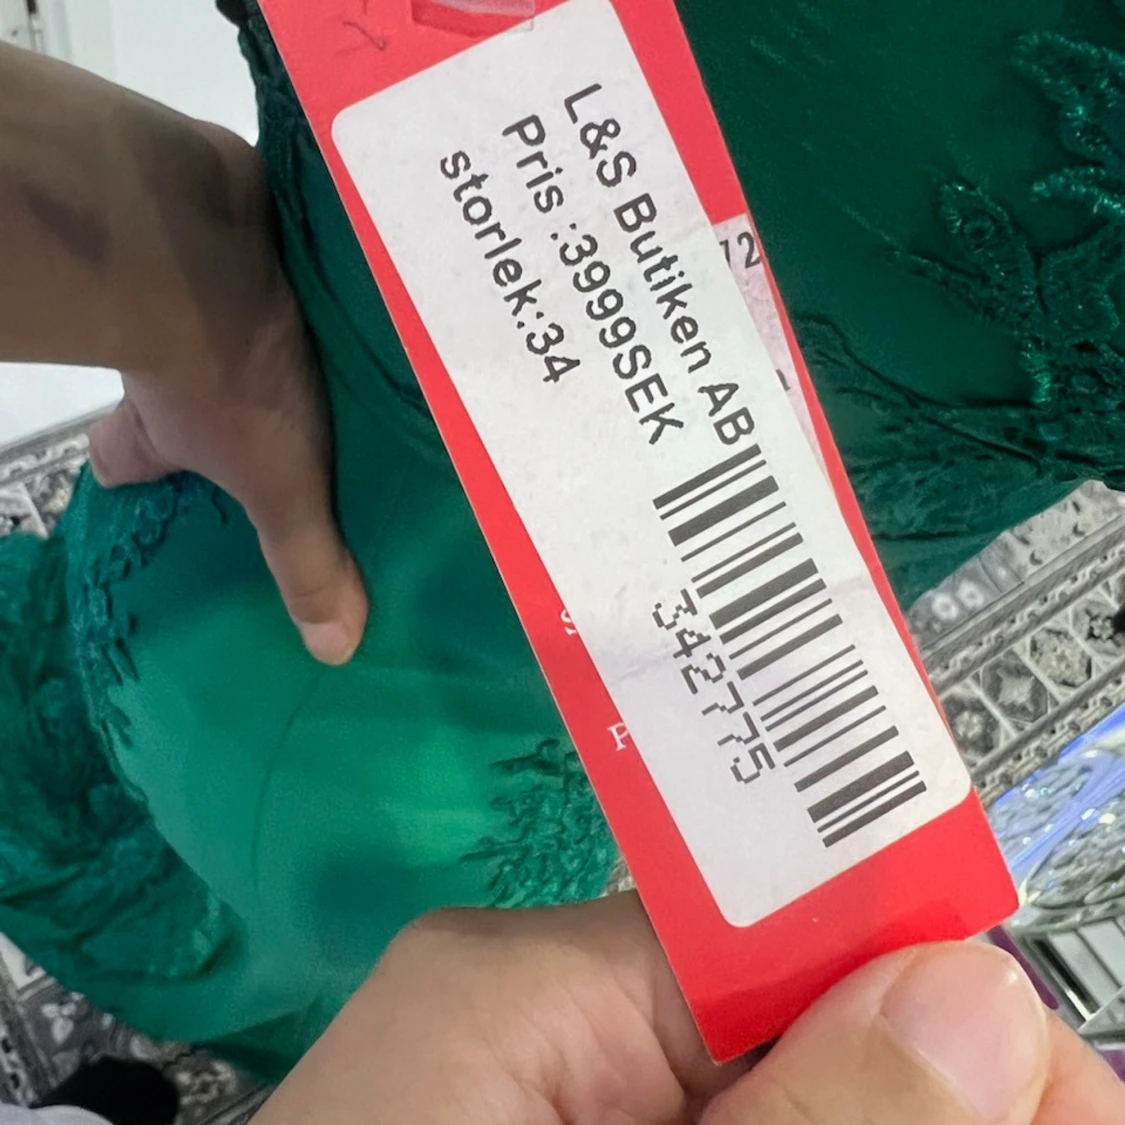 L&S Butiken AB
Pris :3999SEK
storlek:34
342775